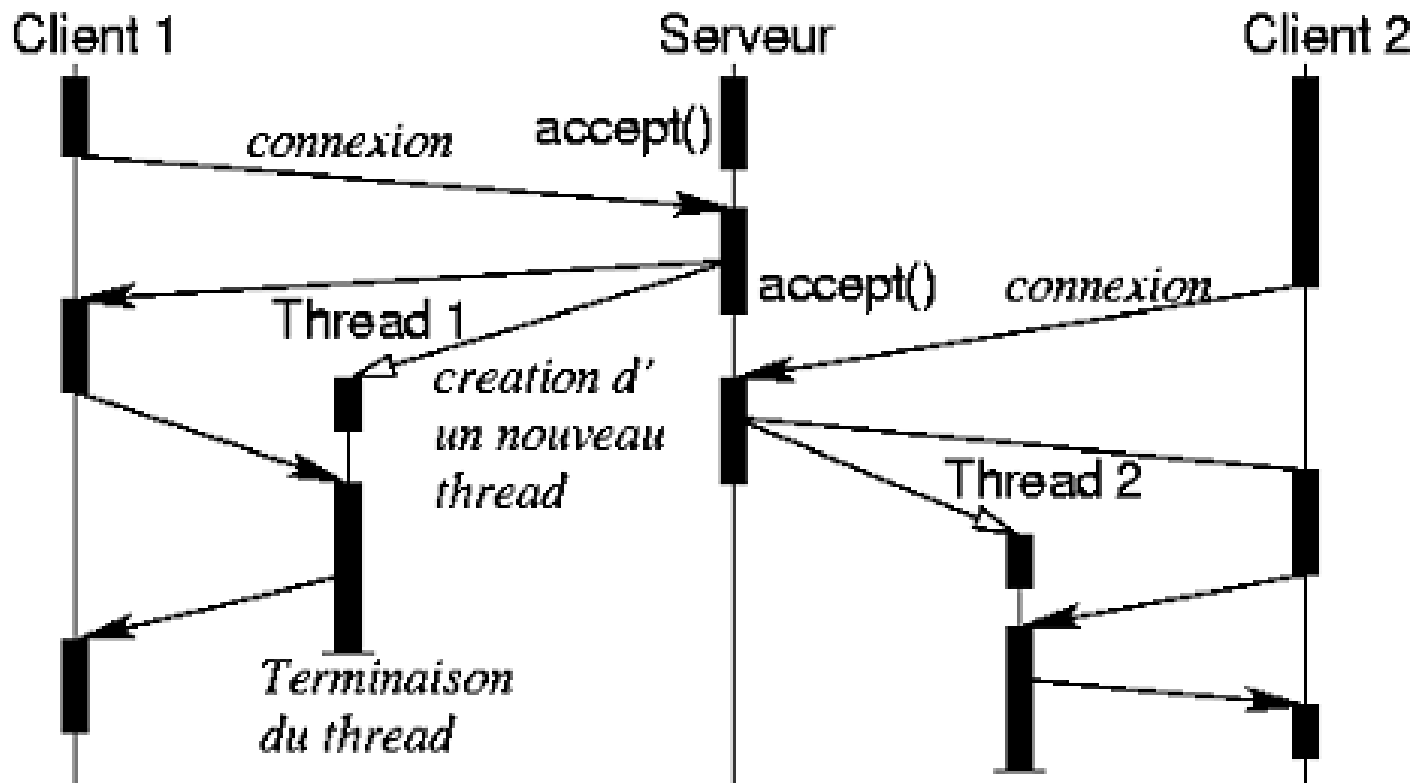 Client 1
Serveur
Client 2
connexion
accept()
accept()
connexion
Thread 1
creation d'
un nouveau
thread
Thread 2
Terminaison
du thread